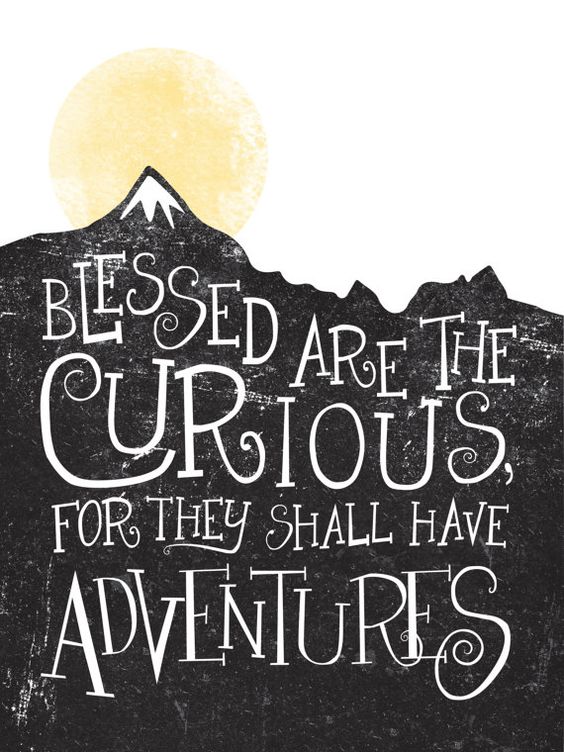 BLESSED ARE THE
CURIOUS,
FOR THEY SHALL HAVE
ADVENTURES